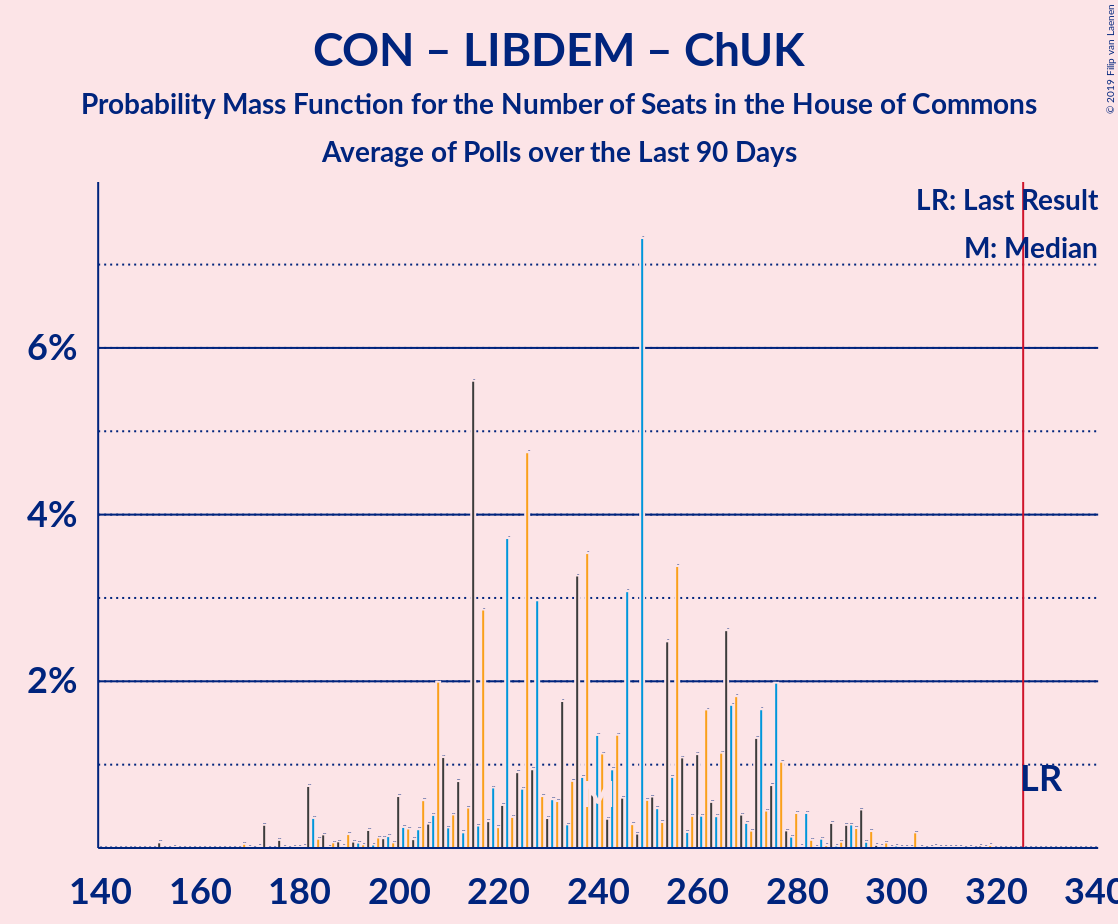 CON – LIBDEM – ChUK
Probability Mass Function for the Number of Seats in the House of Commons
Average of Polls over the Last 90 Days
© 2019 Filip van Laenen
LR: Last Result
M: Median
6%
4%
2%
LR
140 160 180 200 220 240 260 280 300 320 340